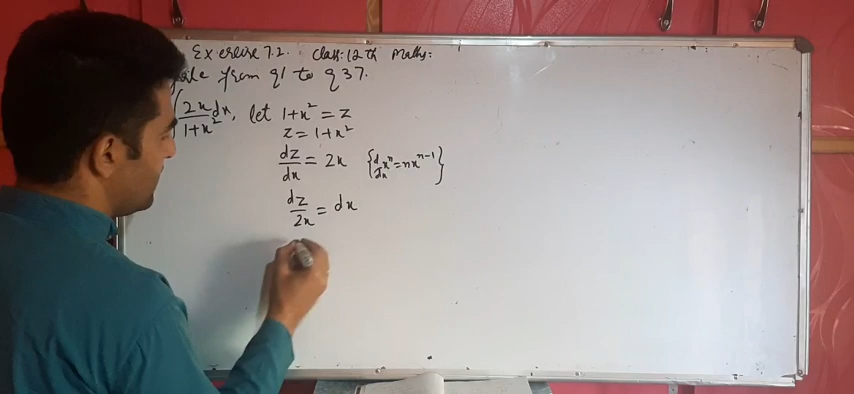 Exercise 7.2. Class: 12th Maths:
from Q1 to Q37.
∫ 2x/1+x² dx, let 1+x² = z
z = 1+x²
dz/dx = 2x {d/dx xⁿ = nxⁿ⁻¹}
dz/2x = dx